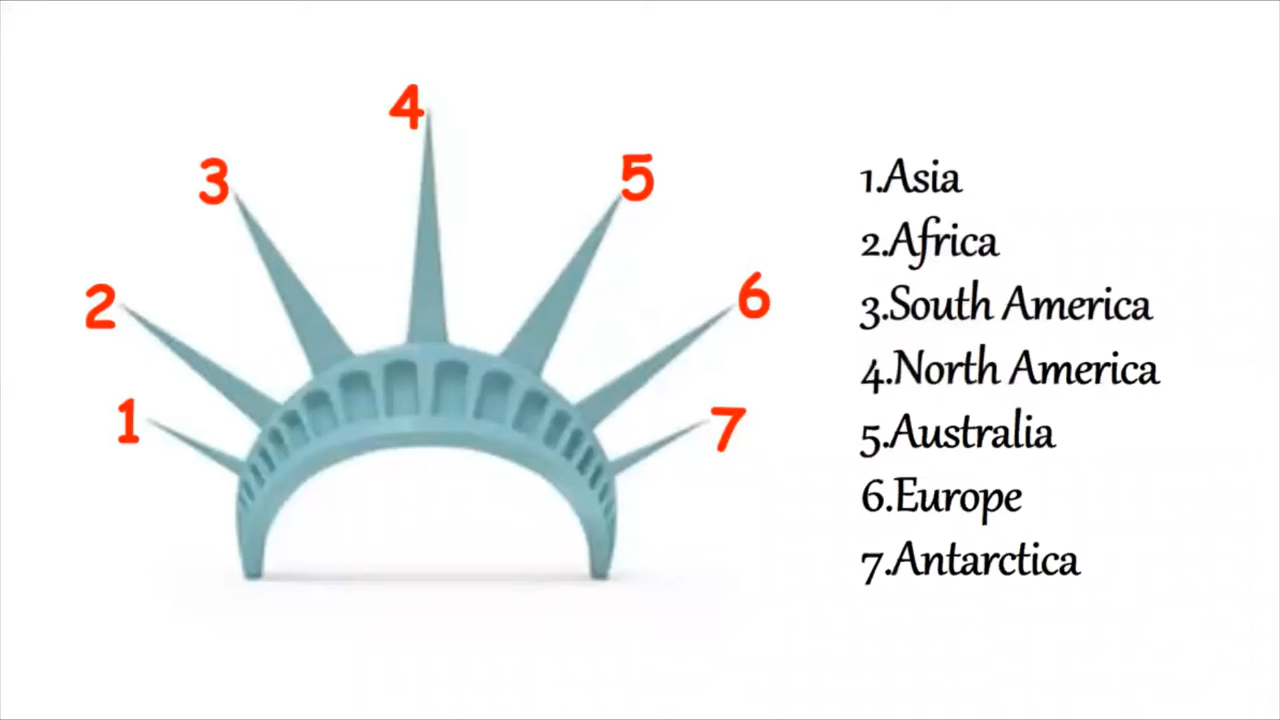 4
3
5
2
6
1
7
1.Asia
2.Africa
3.South America
4.North America
5.Australia
6.Europe
7.Antarctica